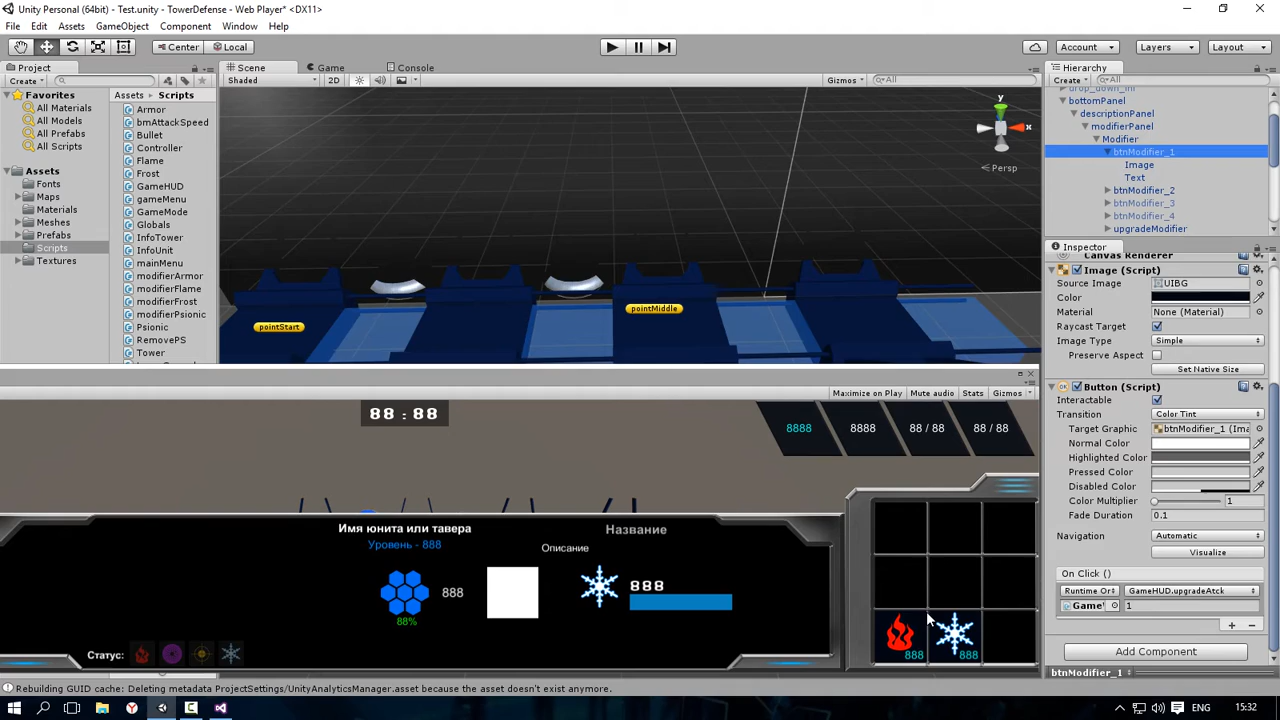 Unity Personal (64bit) - Test.unity - TowerDefense - Web Player* <DX11>
File Edit Assets GameObject Component Window Help
Center Local Account Layers Layout
Project Scene Game Console Hierarchy
Create Shaded 2D Gizmos All Create All
Favorites
All Materials
All Models
All Prefabs
All Scripts
Assets
Fonts
Maps
Materials
Meshes
Prefabs
Scripts
Textures
Assets Scripts
Armor
bmAttackSpeed
Bullet
Controller
Flame
Frost
GameHUD
gameMenu
GameMode
Globals
InfoTower
InfoUnit
mainMenu
modifierArmor
modifierFlame
modifierFrost
modifierPsionic
Psionic
RemovePS
Tower
y
x
Persp
pointStart
pointMiddle
drop_down_inf
bottomPanel
descriptionPanel
modifierPanel
Modifier
btnModifier_1
Image
Text
btnModifier_2
btnModifier_3
btnModifier_4
upgradeModifier
Inspector
Canvas Renderer
Image (Script)
Source Image UIBG
Color
Material None (Material)
Raycast Target
Image Type Simple
Preserve Aspect
Set Native Size
Button (Script)
Interactable
Transition Color Tint
Target Graphic btnModifier_1 (Ima
Normal Color
Highlighted Color
Pressed Color
Disabled Color
Color Multiplier 1
Fade Duration 0.1
Navigation Automatic
Visualize
On Click ()
Runtime Or GameHUD.upgradeAtck
Game 1
Add Component
btnModifier_1
Maximize on Play Mute audio Stats Gizmos
88 : 88
8888 8888 88 / 88 88 / 88
Имя юнита или тавера
Уровень - 888
Название
Описание
888
88%
888
Статус:
888 888
Rebuilding GUID cache: Deleting metadata ProjectSettings/UnityAnalyticsManager.asset because the asset doesn't exist anymore.
ENG 15:32